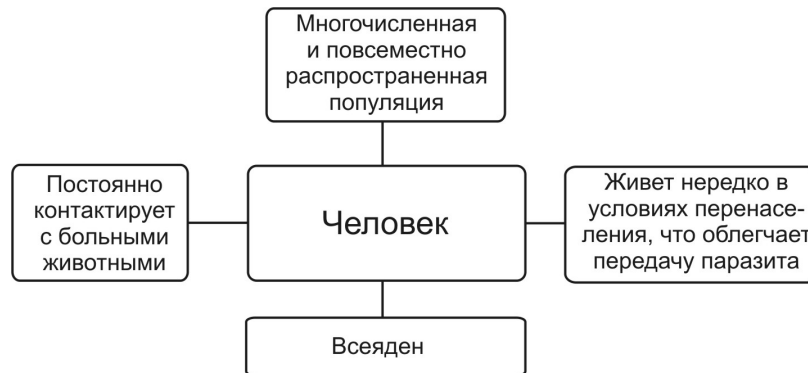 Многочисленная
и повсеместно
распространенная
популяция
Постоянно
контактирует
с больными
животными
Человек
Живет нередко в
условиях перенасе-
ления, что облегчает
передачу паразита
Всеяден